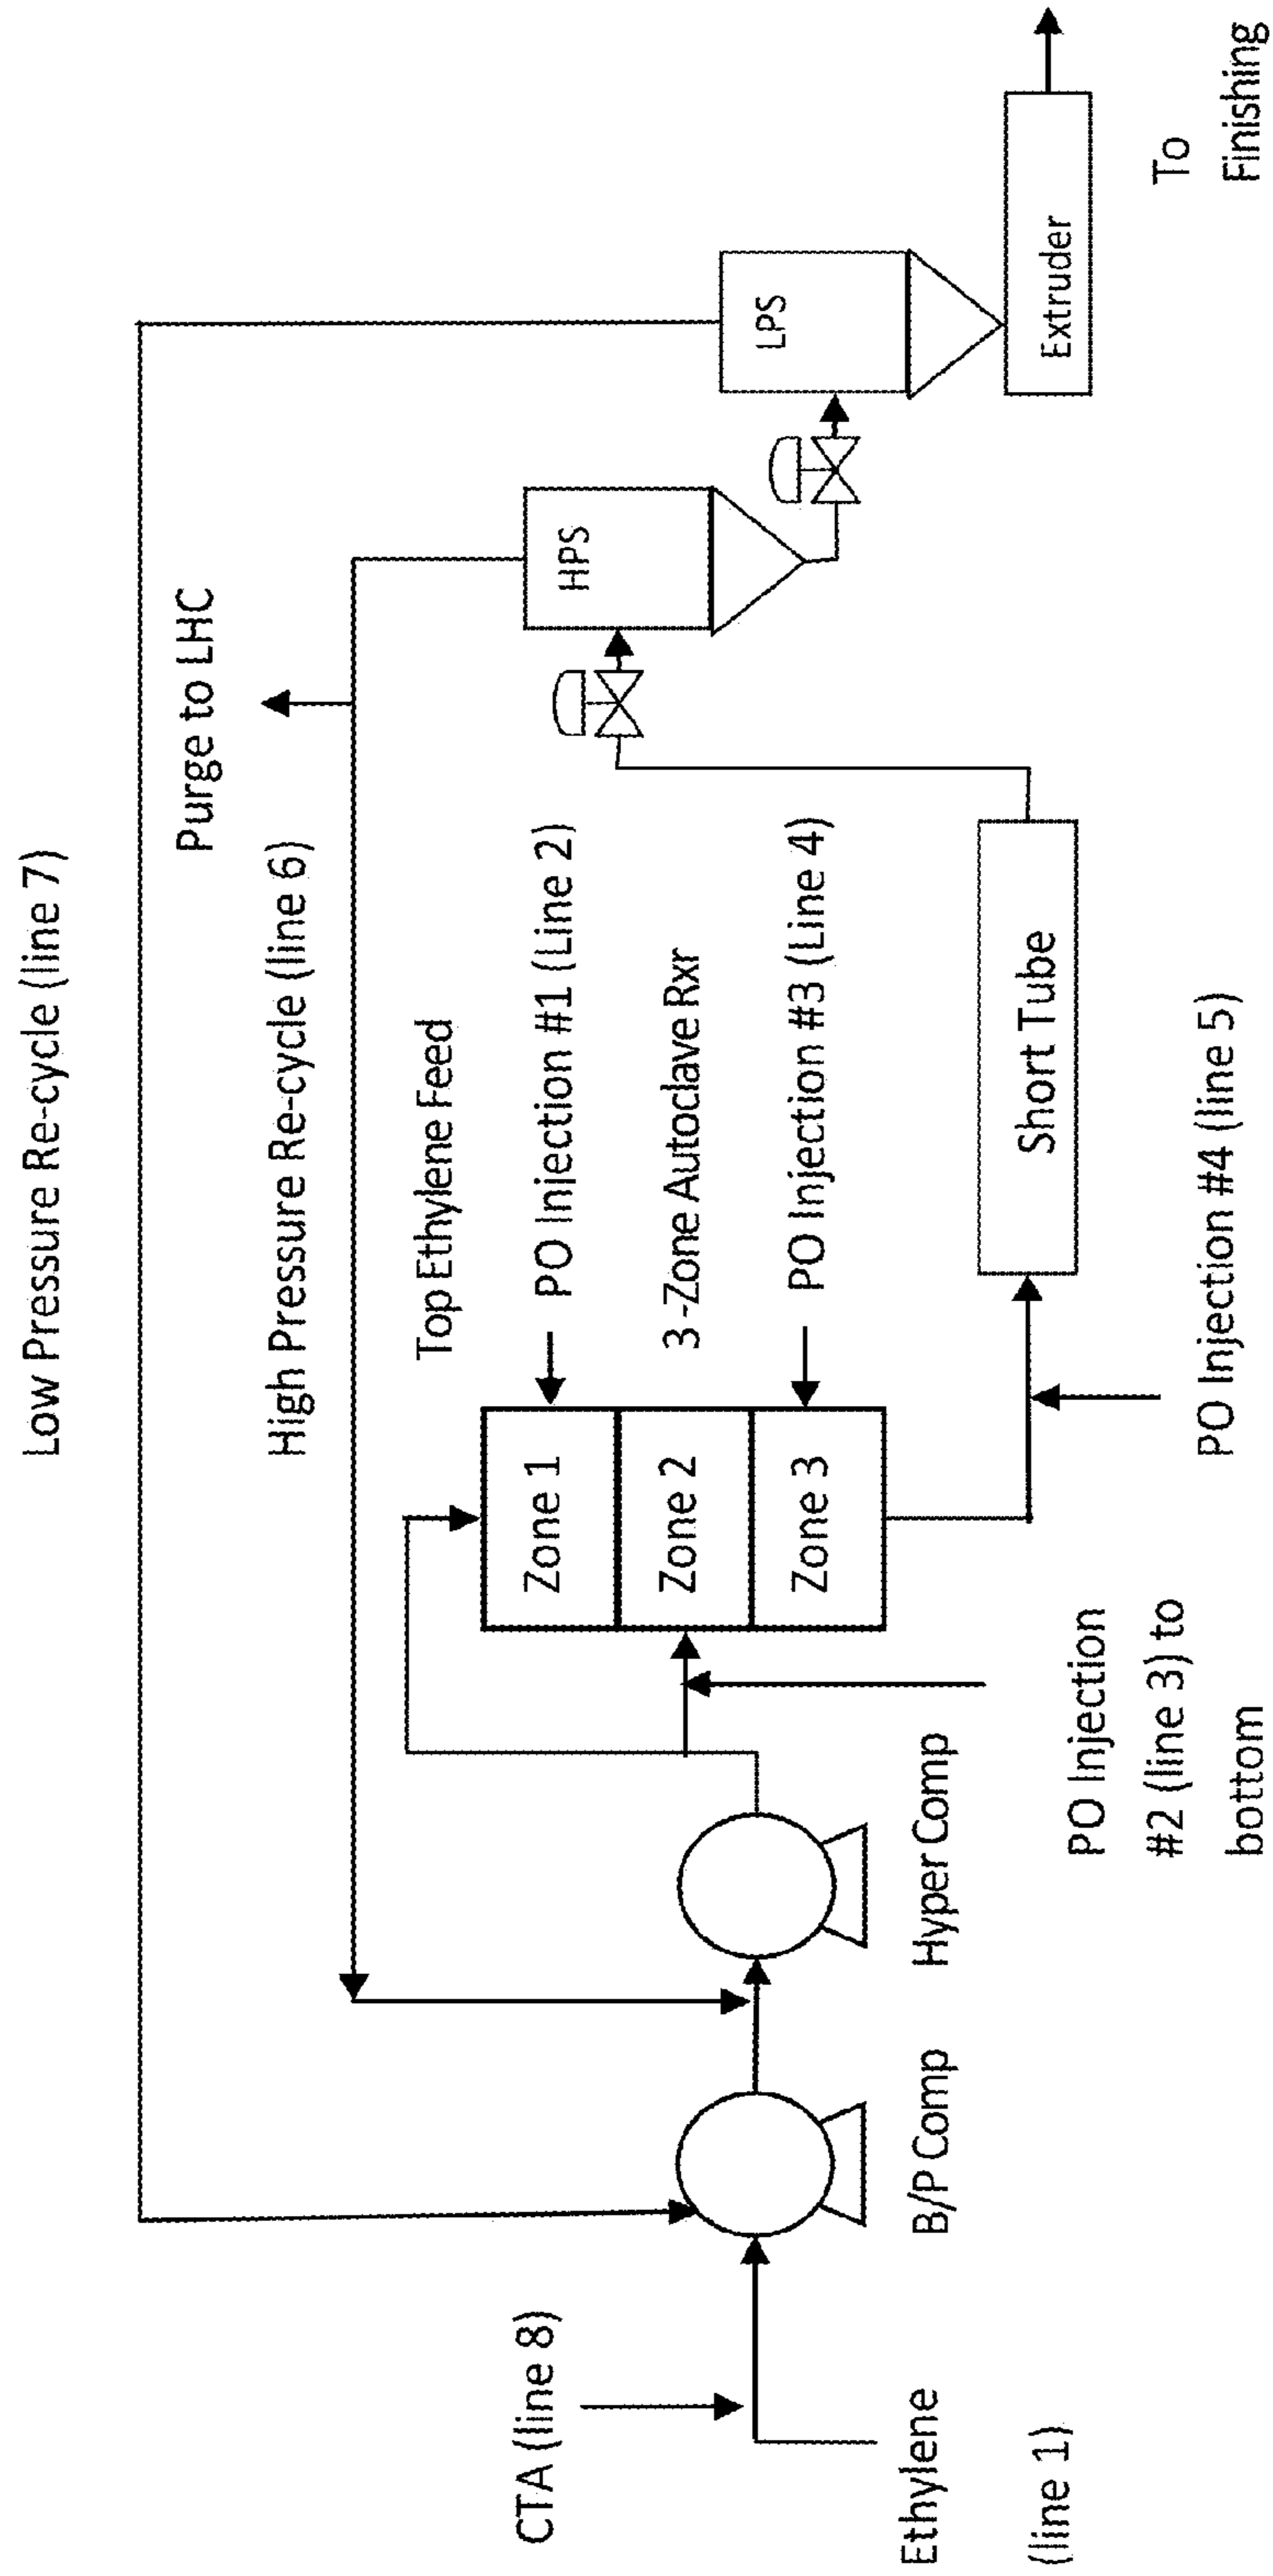 Low Pressure Re-cycle (line 7)
Purge to LHC
High Pressure Re-cycle (line 6)
Top Ethylene Feed
CTA (line 8)
PO Injection #1 (Line 2)
3-Zone Autoclave Rxr
PO Injection #3 (Line 4)
Zone 1
Zone 2
Zone 3
HPS
LPS
Ethylene
(line 1)
B/P Comp
Hyper Comp
PO Injection
#2 (line 3) to
bottom
Short Tube
PO Injection #4 (line 5)
Extruder
To
Finishing